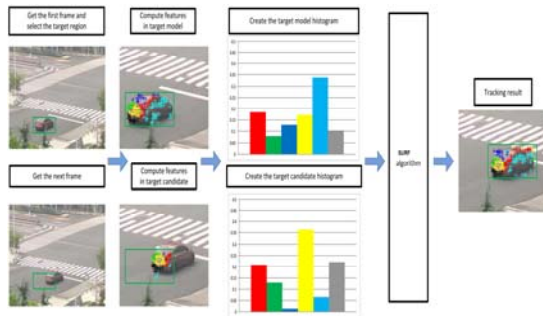 Get the first frame and
select the target region
Compute features
in target model
Create the target model histogram
Tracking result
SURF
algorithm
Get the next frame
Compute features
in target candidate
Create the target candidate histogram